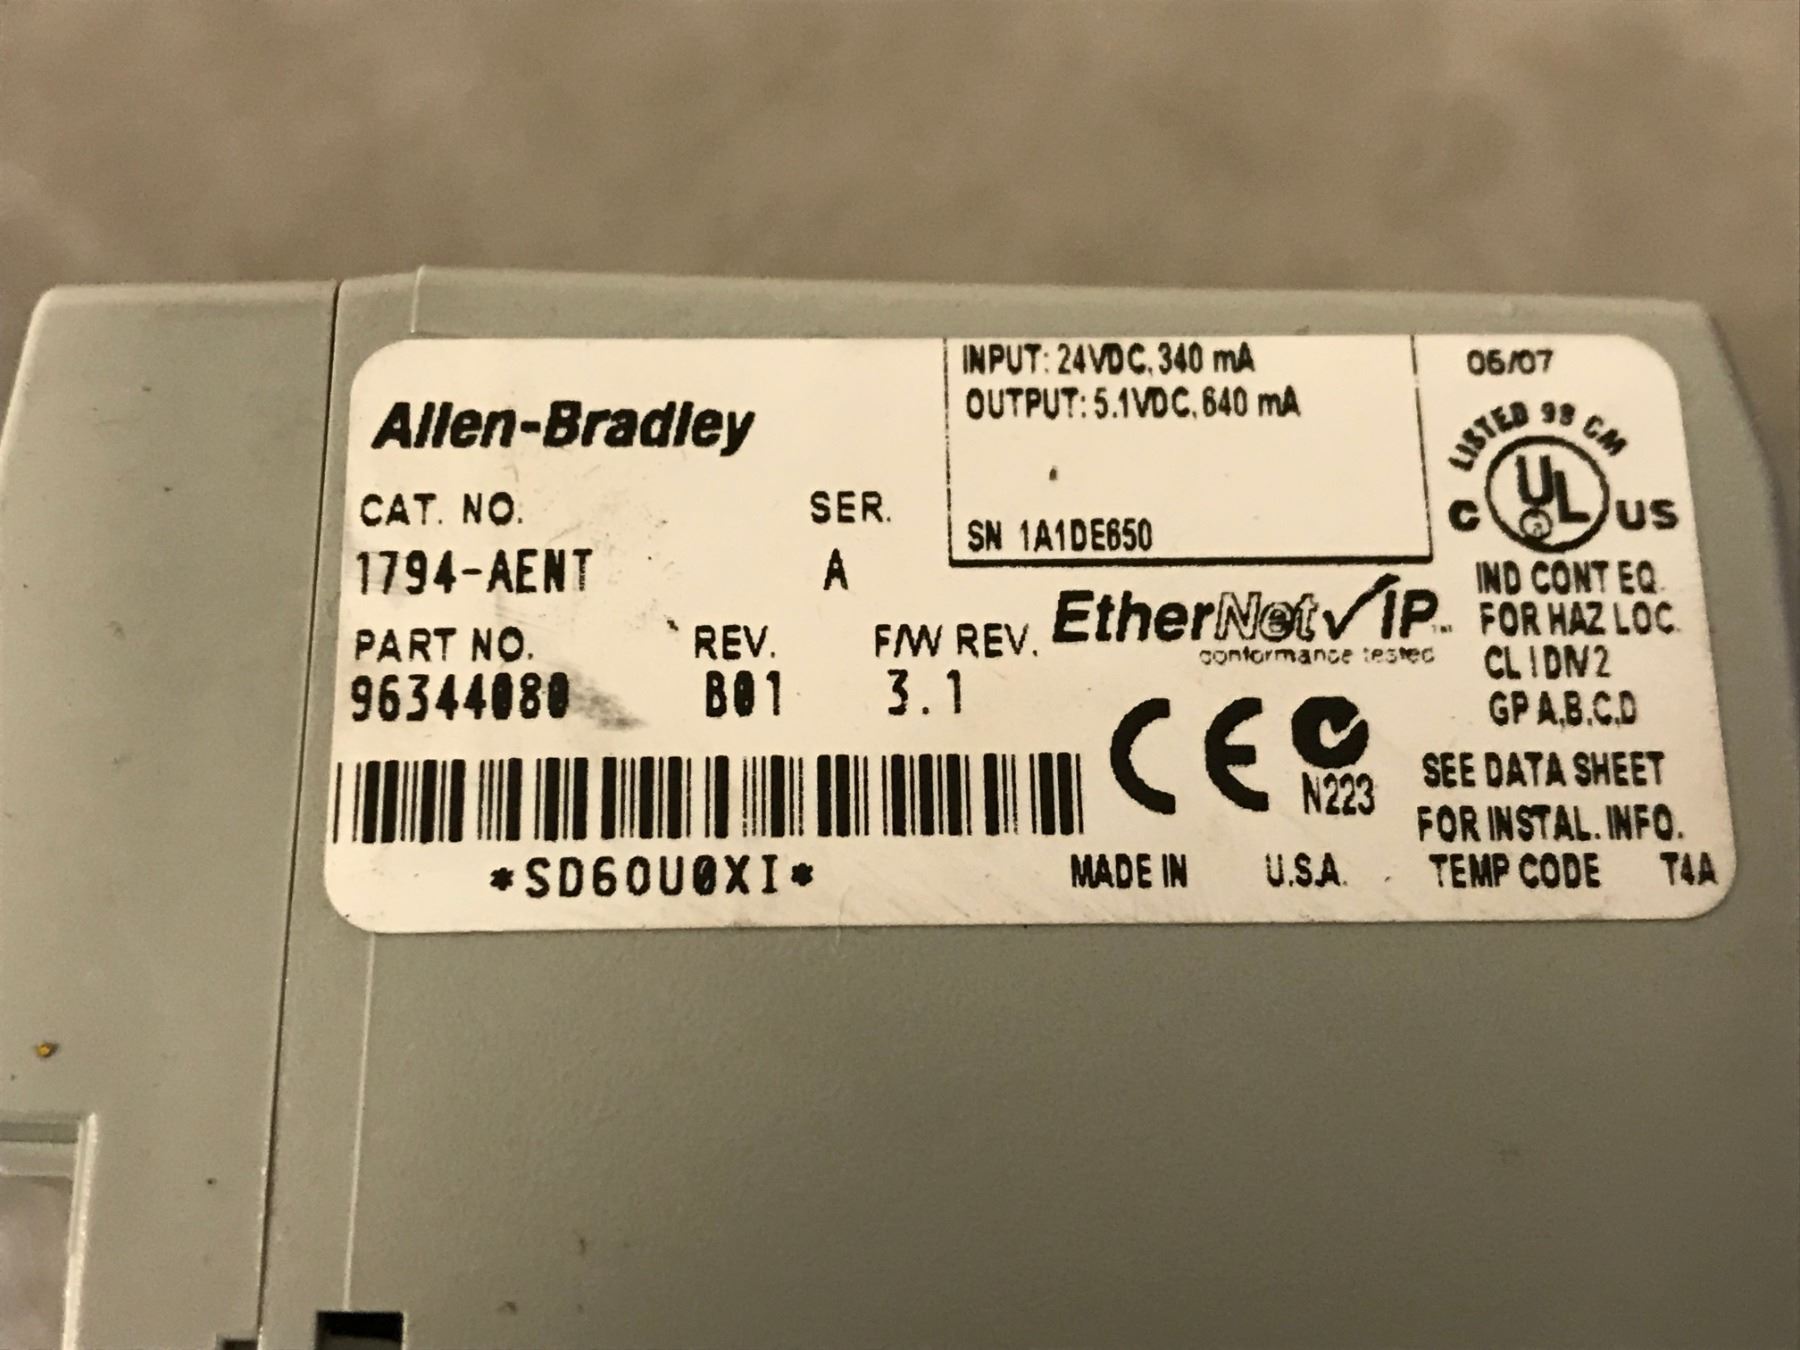 Allen-Bradley
CAT. NO. SER.
1794-AENT A
PART NO. REV. F/W REV.
96344080 B01 3.1
*SD60U0XI*
INPUT: 24VDC, 340 mA
OUTPUT: 5.1VDC, 640 mA
SN 1A1DE650
EtherNet/IP
conformance tested
CE
N223
MADE IN U.S.A.
06/07
LISTED 98 CM
C UL US
IND CONT EQ.
FOR HAZ LOC.
CL I DIV 2
GP A,B,C,D
SEE DATA SHEET
FOR INSTAL. INFO.
TEMP CODE T4A